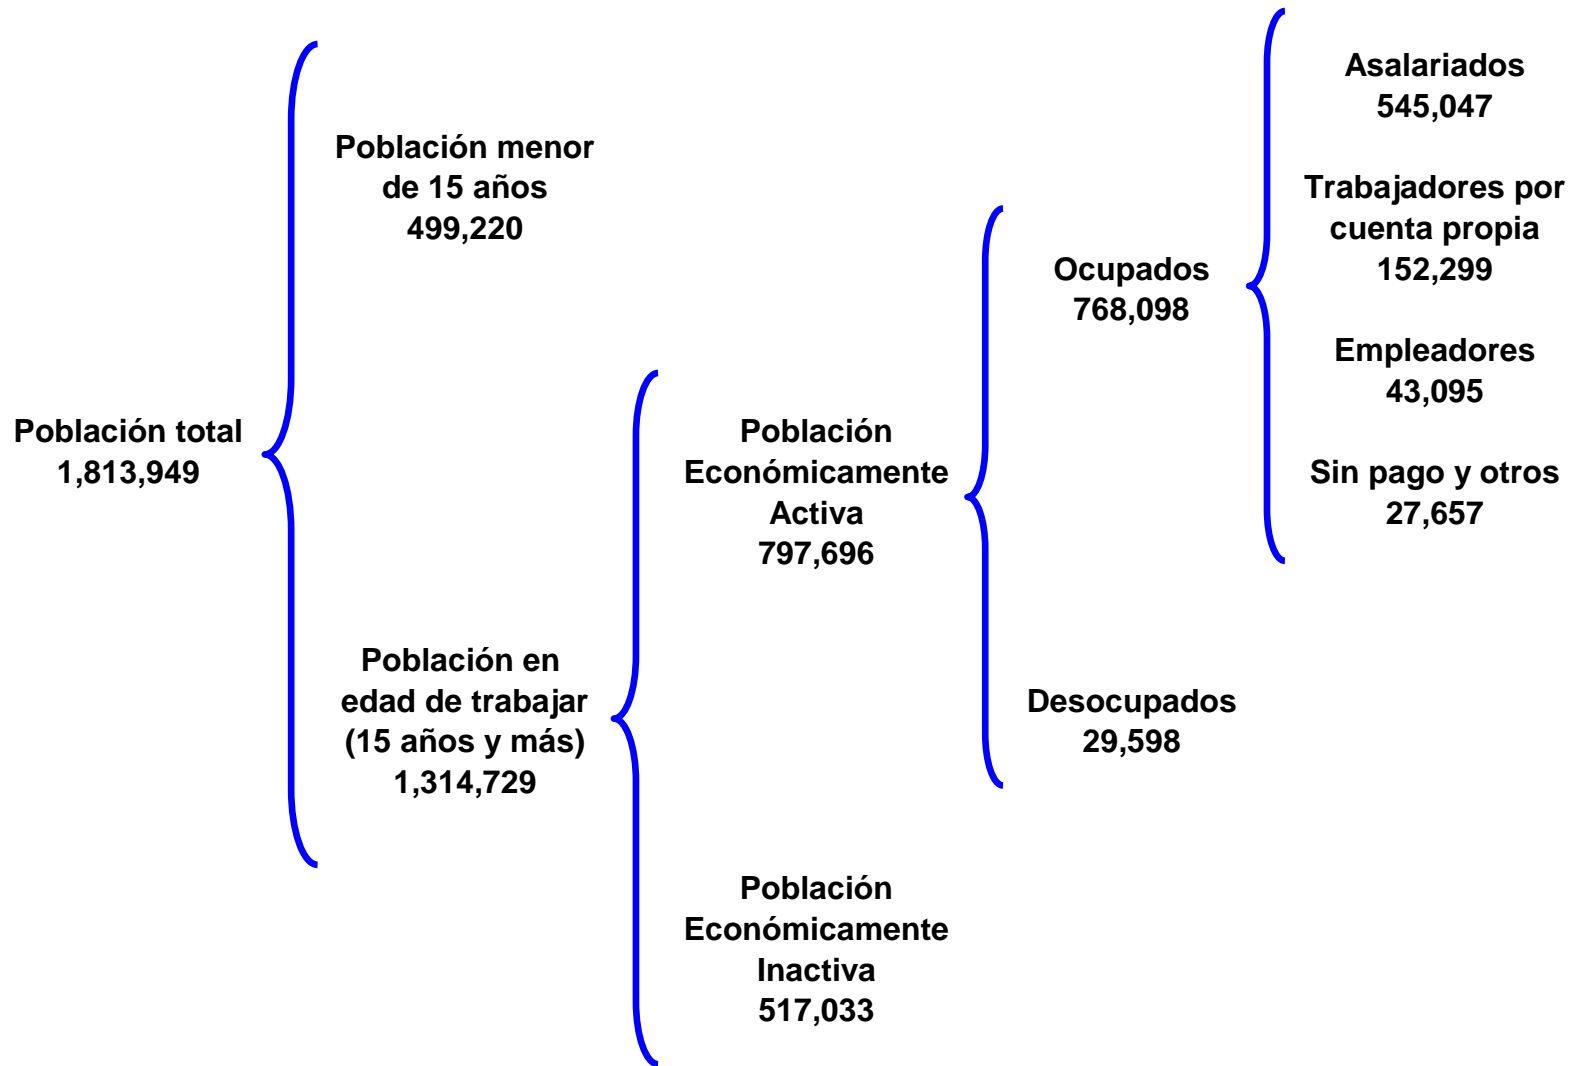 Población total
1,813,949
Población menor
de 15 años
499,220
Población en
edad de trabajar
(15 años y más)
1,314,729
Población
Económicamente
Activa
797,696
Población
Económicamente
Inactiva
517,033
Ocupados
768,098
Desocupados
29,598
Asalariados
545,047
Trabajadores por
cuenta propia
152,299
Empleadores
43,095
Sin pago y otros
27,657